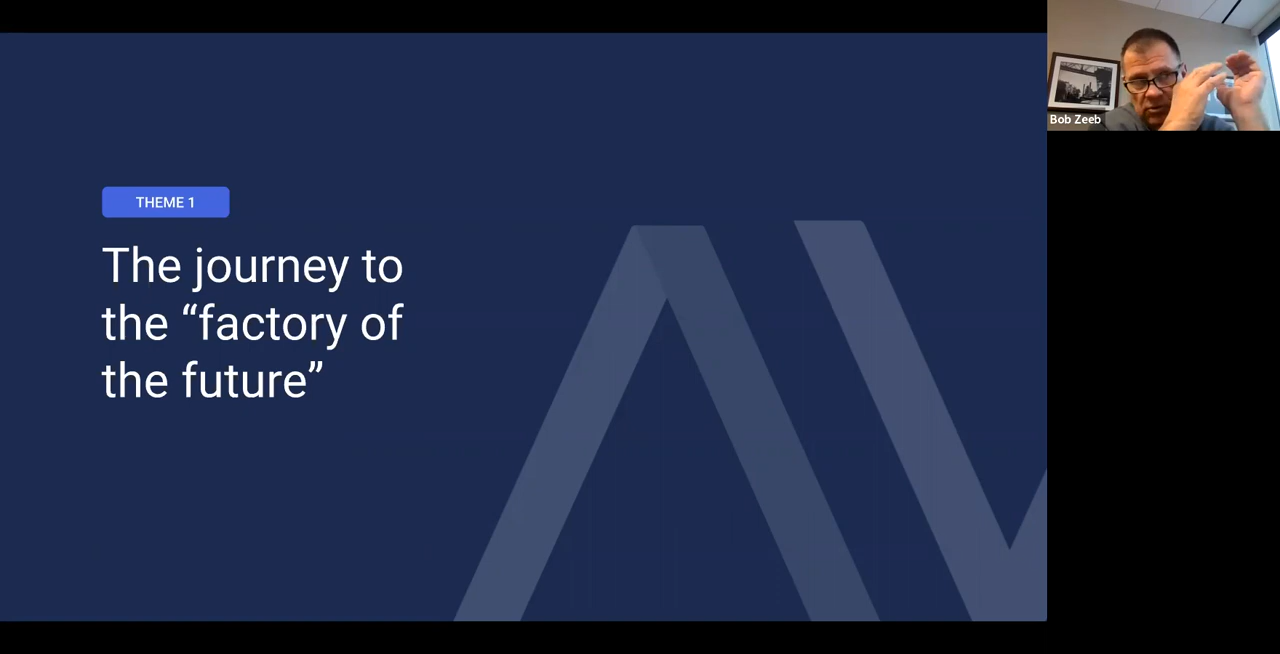 THEME 1
The journey to
the “factory of
the future”
Bob Zeeb